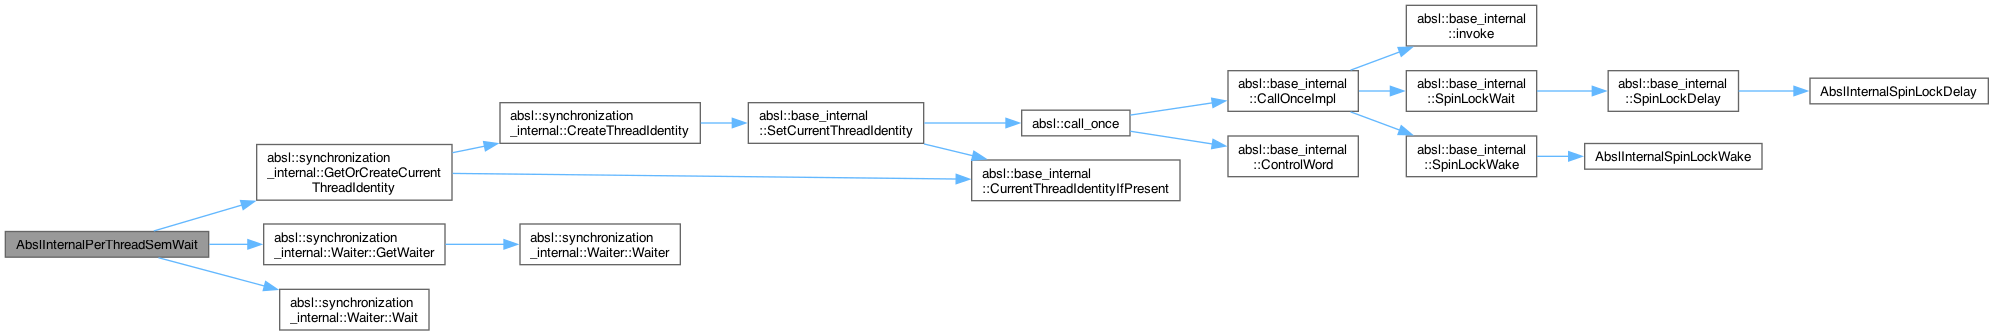 AbslInternalPerThreadSemWait
absl::synchronization
_internal::GetOrCreateCurrent
ThreadIdentity
absl::synchronization
_internal::Waiter::GetWaiter
absl::synchronization
_internal::Waiter::Wait
absl::synchronization
_internal::CreateThreadIdentity
absl::synchronization
_internal::Waiter::Waiter
absl::base_internal
::SetCurrentThreadIdentity
absl::call_once
absl::base_internal
::CurrentThreadIdentityIfPresent
absl::base_internal
::CallOnceImpl
absl::base_internal
::ControlWord
absl::base_internal
::invoke
absl::base_internal
::SpinLockWait
absl::base_internal
::SpinLockWake
absl::base_internal
::SpinLockDelay
AbslInternalSpinLockWake
AbslInternalSpinLockDelay